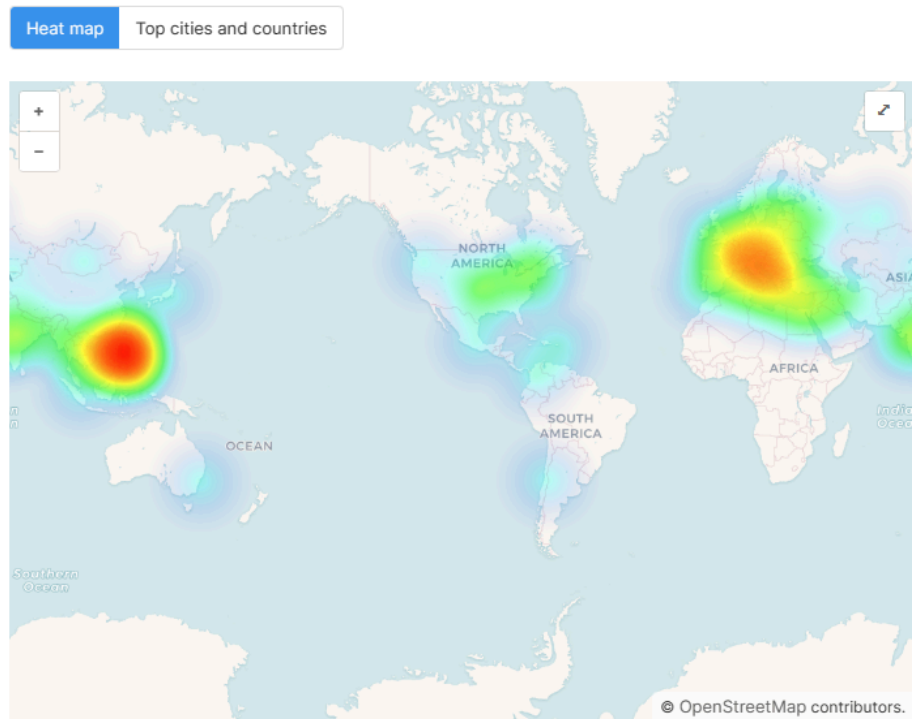 Heat map Top cities and countries
+
−
NORTH
AMERICA
ASIA
AFRICA
SOUTH
AMERICA
OCEAN
Southern
Ocean
© OpenStreetMap contributors.